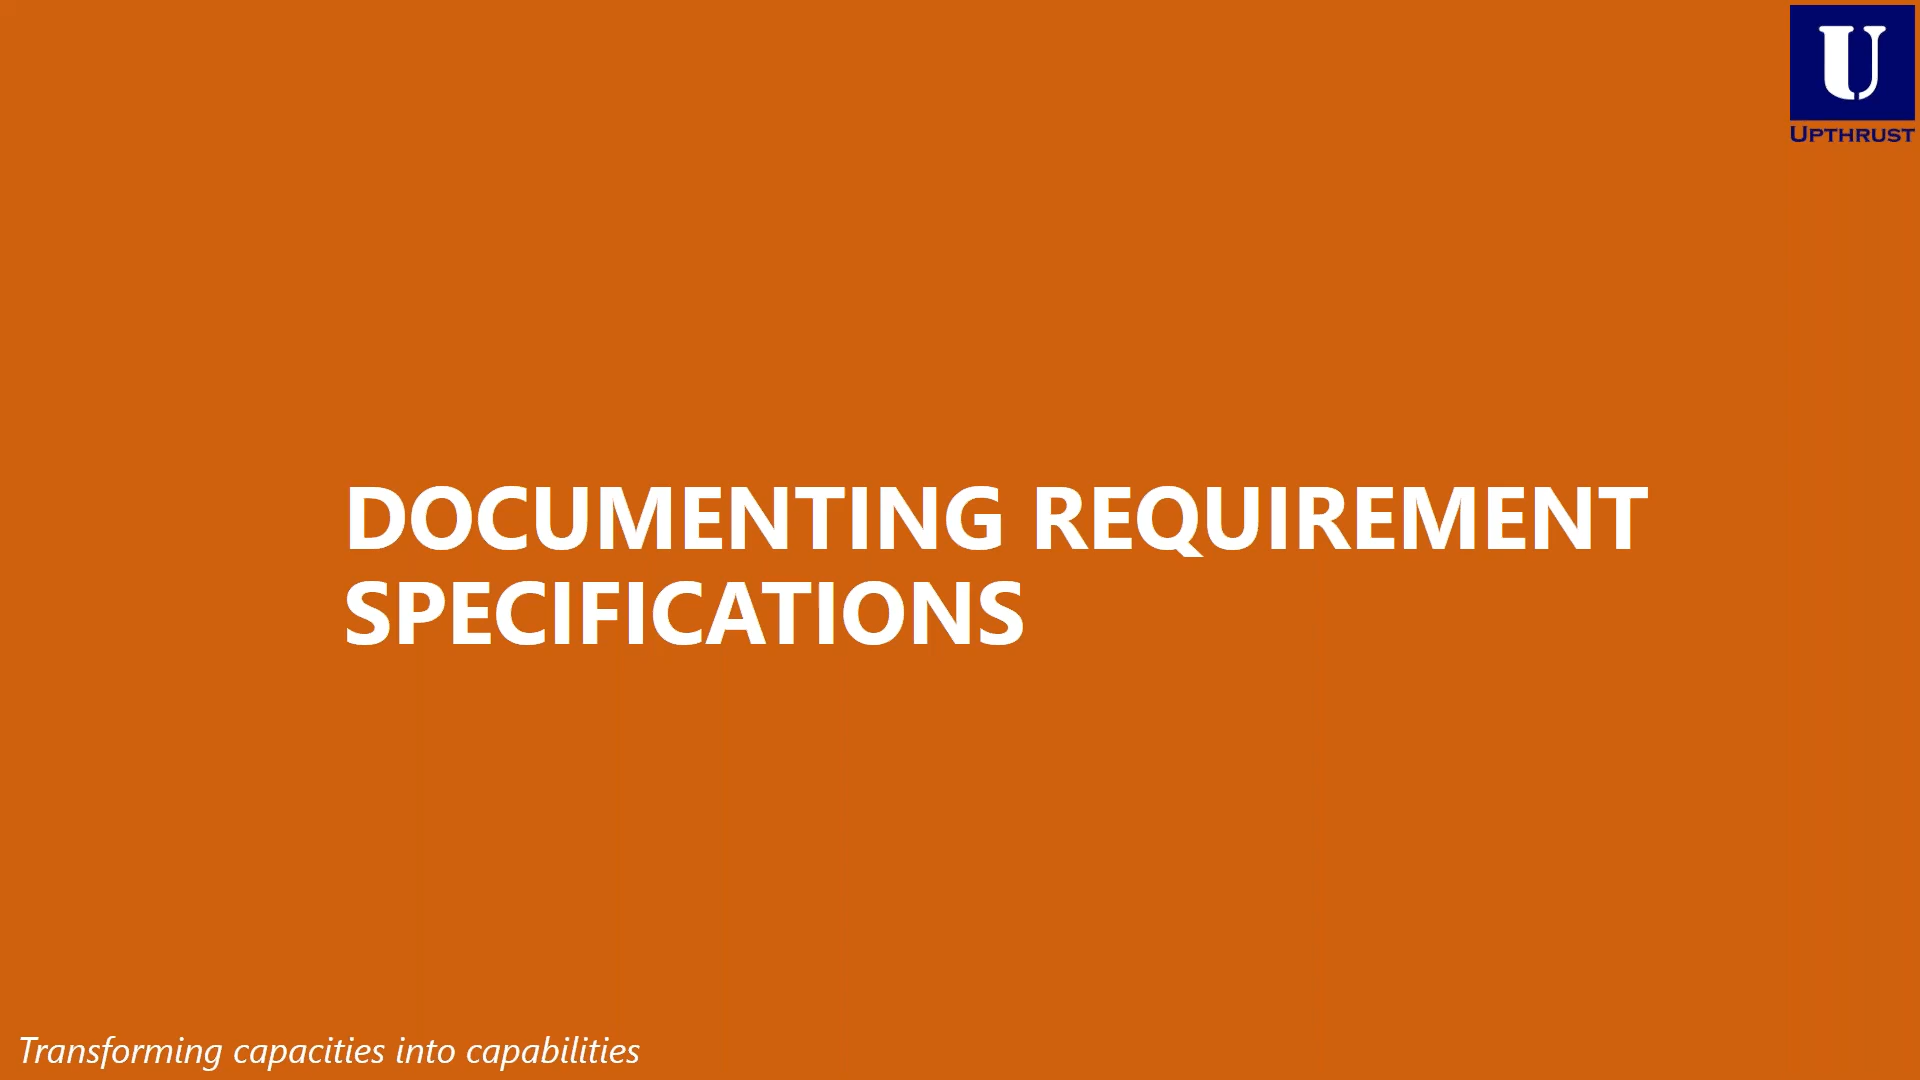 U
UPTHRUST
DOCUMENTING REQUIREMENT
SPECIFICATIONS
Transforming capacities into capabilities